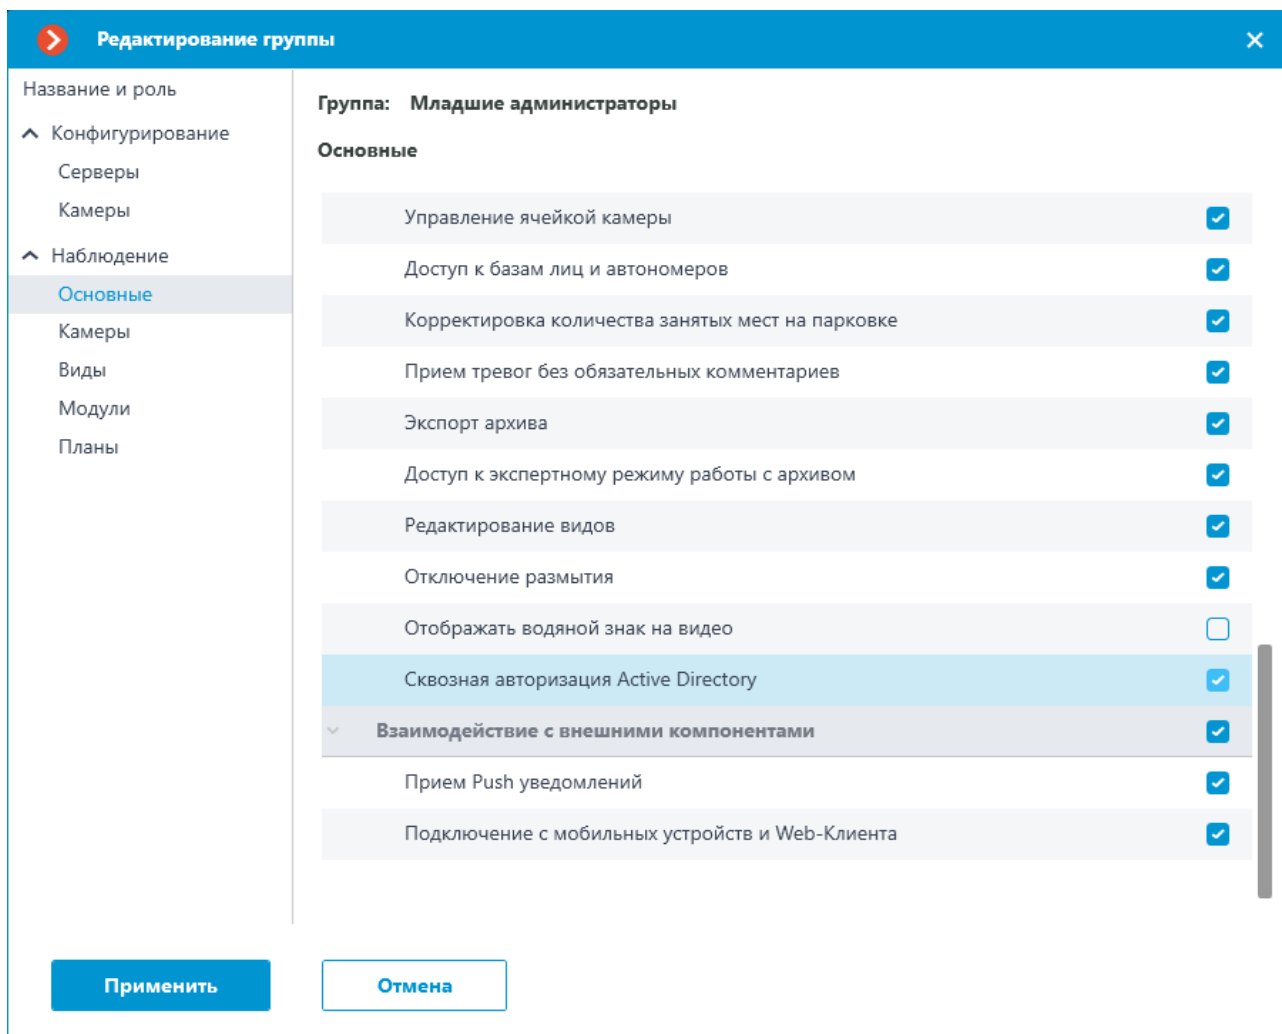 Редактирование группы
Название и роль
Конфигурирование
Серверы
Камеры
Наблюдение
Основные
Камеры
Виды
Модули
Планы
Группа: Младшие администраторы
Основные
Управление ячейкой камеры
Доступ к базам лиц и автономеров
Корректировка количества занятых мест на парковке
Прием тревог без обязательных комментариев
Экспорт архива
Доступ к экспертному режиму работы с архивом
Редактирование видов
Отключение размытия
Отображать водяной знак на видео
Сквозная авторизация Active Directory
Взаимодействие с внешними компонентами
Прием Push уведомлений
Подключение с мобильных устройств и Web-Клиента
Применить
Отмена